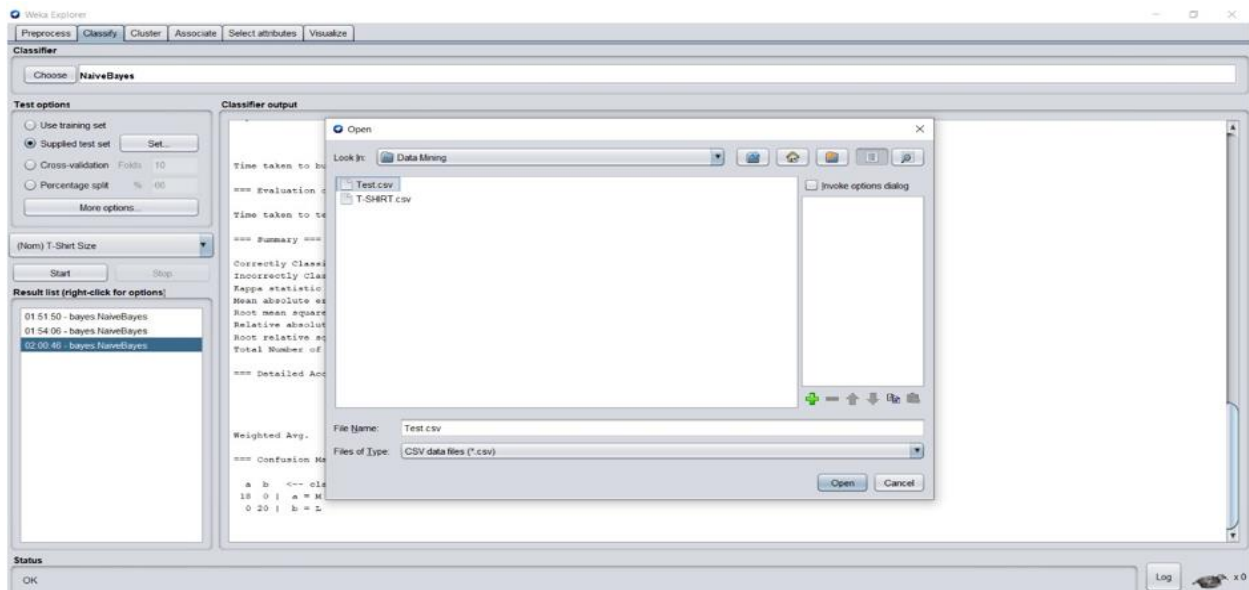 Weka Explorer
Preprocess Classify Cluster Associate Select attributes Visualize
Classifier
Choose NaiveBayes
Test options
Use training set
Supplied test set Set...
Cross-validation Folds 10
Percentage split % 66
More options...
(Nom) T-Shirt Size
Start Stop
Result list (right-click for options)
01:51:50 - bayes.NaiveBayes
01:54:06 - bayes.NaiveBayes
02:00:46 - bayes.NaiveBayes
Classifier output
Time taken to bu
=== Evaluation o
Time taken to te
=== Summary ===
Correctly Classi
Incorrectly Clas
Kappa statistic
Mean absolute er
Root mean square
Relative absolut
Root relative sq
Total Number of
=== Detailed Acc
Weighted Avg.
=== Confusion Ma
a b <-- cla
18 0 | a = M
0 20 | b = L
Open
Look In: Data Mining
Test.csv
T-SHIRT.csv
Invoke options dialog
File Name: Test.csv
Files of Type: CSV data files (*.csv)
Open Cancel
Status
OK
Log x 0